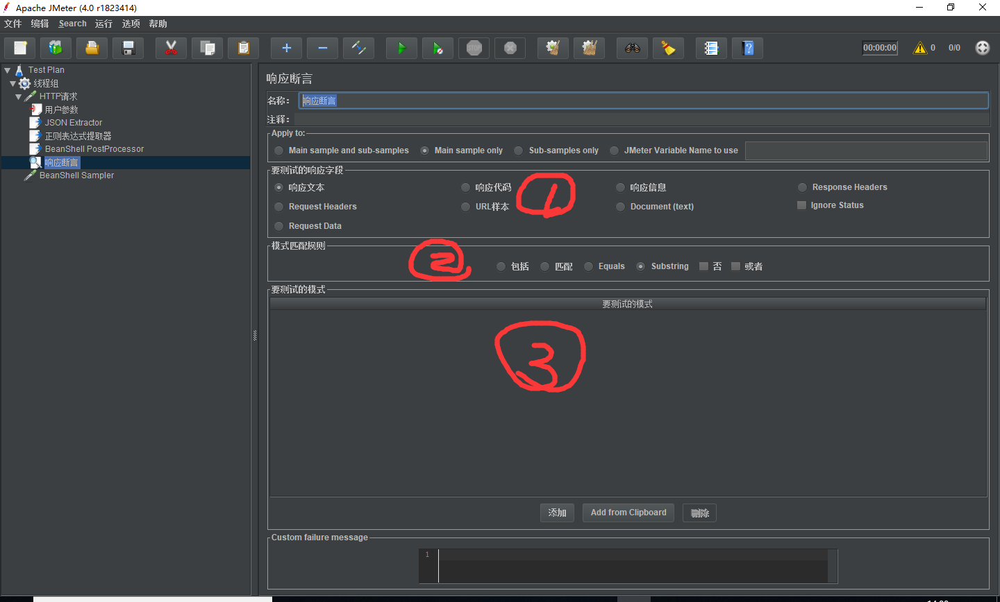 Apache JMeter (4.0 r1823414)
文件 编辑 Search 运行 选项 帮助
STOP 00:00:00 0 0/0
Test Plan
线程组
HTTP请求
用户参数
JSON Extractor
正则表达式提取器
BeanShell PostProcessor
响应断言
BeanShell Sampler
响应断言
名称： 响应断言
注释：
Apply to:
Main sample and sub-samples Main sample only Sub-samples only JMeter Variable Name to use
要测试的响应字段
响应文本 响应代码 响应信息 Response Headers
Request Headers URL样本 Document (text) Ignore Status
Request Data
1
模式匹配规则
2
包括 匹配 Equals Substring 否 或者
要测试的模式
要测试的模式
3
添加 Add from Clipboard 删除
Custom failure message
1